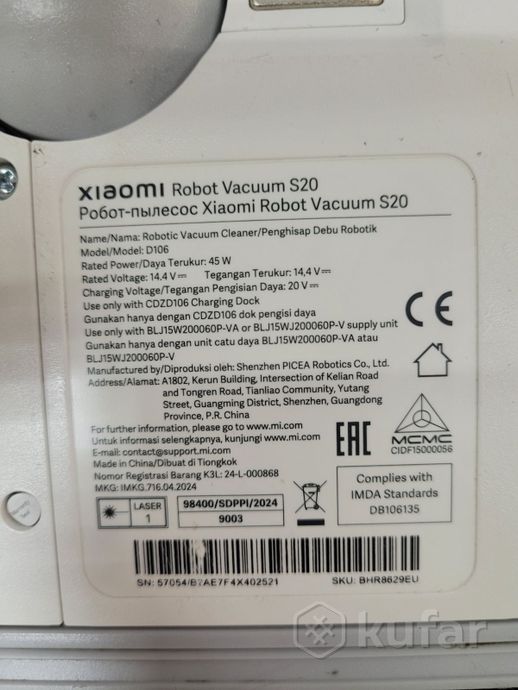 xiaomi Robot Vacuum S20
Робот-пылесос Xiaomi Robot Vacuum S20
Name/Nama: Robotic Vacuum Cleaner/Penghisap Debu Robotik
Model/Model: D106
Rated Power/Daya Terukur: 45 W
Rated Voltage: 14,4 V⎓ Tegangan Terukur: 14,4 V⎓
Charging Voltage/Tegangan Pengisian Daya: 20 V⎓
Use only with CDZD106 Charging Dock
Gunakan hanya dengan CDZD106 dok pengisi daya
Use only with BLJ15W200060P-VA or BLJ15WJ200060P-V supply unit
Gunakan hanya dengan unit catu daya BLJ15W200060P-VA atau
BLJ15WJ200060P-V
CE
Manufactured by/Diproduksi oleh: Shenzhen PICEA Robotics Co., Ltd.
Address/Alamat: A1802, Kerun Building, Intersection of Kelian Road
and Tongren Road, Tianliao Community, Yutang
Street, Guangming District, Shenzhen, Guangdong
Province, P.R. China
For further information, please go to www.mi.com
Untuk informasi selengkapnya, kunjungi www.mi.com
E-mail: contact@support.mi.com
Made in China/Dibuat di Tiongkok
Nomor Registrasi Barang K3L: 24-L-000868
MKG: IMKG.716.04.2024
EAC
MCMC
CIDF15000056
LASER
1
98400/SDPPI/2024
9003
Complies with
IMDA Standards
DB106135
SN: 57054/B7AE7F4X402521
SKU: BHR8629EU
kufar